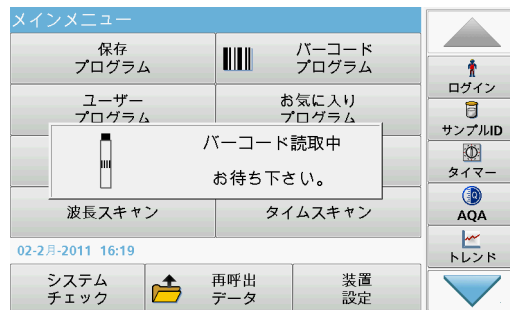 メインメニュー
保存
プログラム
バーコード
プログラム
ユーザー
プログラム
お気に入り
プログラム
バーコード読取中
お待ち下さい。
波長スキャン
タイムスキャン
02-2月-2011 16:19
システム
チェック
再呼出
データ
装置
設定
ログイン
サンプルID
タイマー
AQA
トレンド